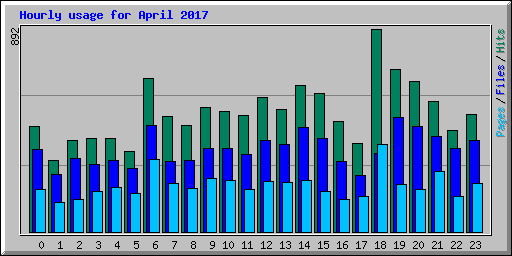 Hourly usage for April 2017
892
Pages / Files / Hits
0 1 2 3 4 5 6 7 8 9 10 11 12 13 14 15 16 17 18 19 20 21 22 23